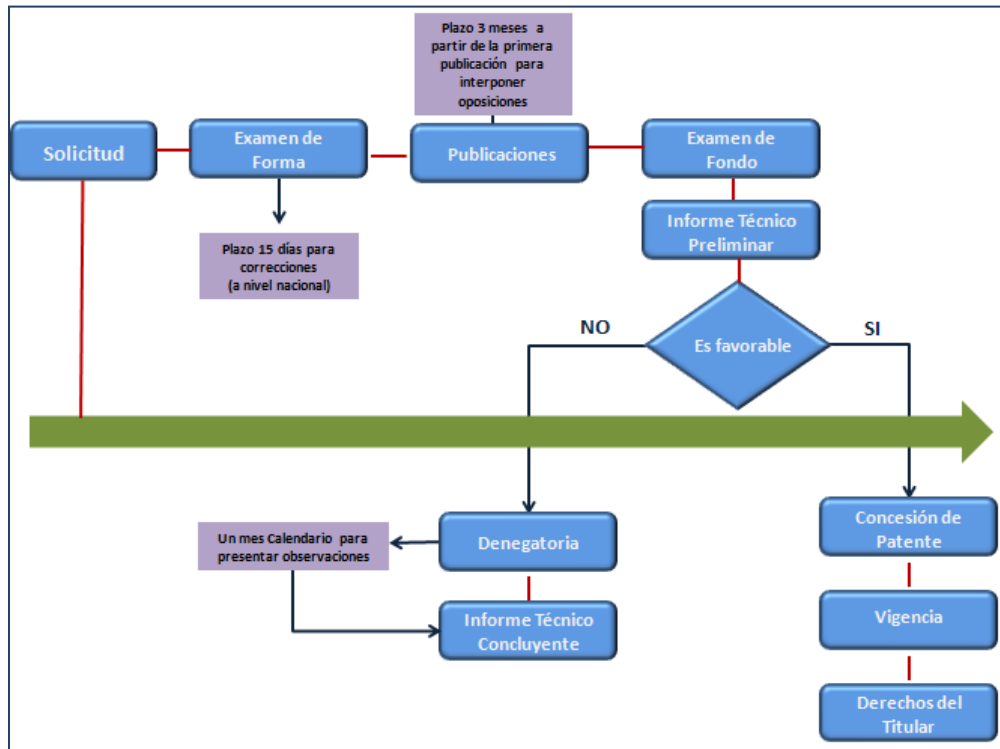 Plazo 3 meses a
partir de la primera
publicación para
interponer
oposiciones
Solicitud
Examen de
Forma
Publicaciones
Examen de
Fondo
Plazo 15 días para
correcciones
(a nivel nacional)
Informe Técnico
Preliminar
NO
SI
Es favorable
Un mes Calendario para
presentar observaciones
Denegatoria
Concesión de
Patente
Informe Técnico
Concluyente
Vigencia
Derechos del
Titular